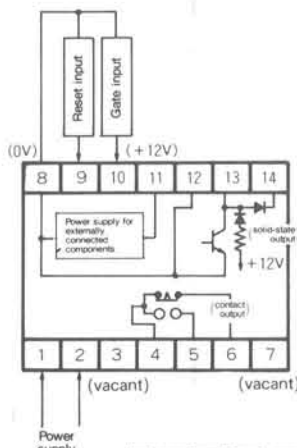 Reset input
Gate input
(0V)
(+12V)
8 9 10 11 12 13 14
Power supply for
externally
connected
components
(solid-state
output)
+12V
(contact
output)
1 2 3 4 5 6 7
(vacant)
(vacant)
Power
supply